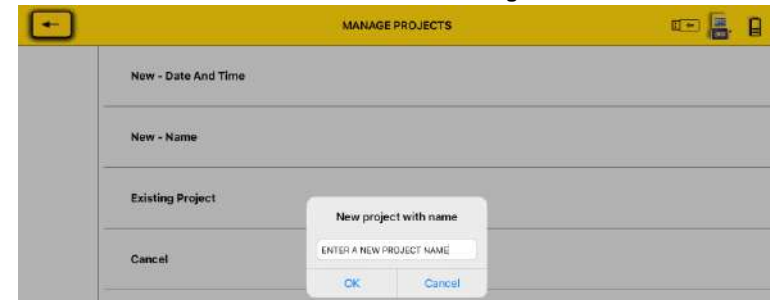 MANAGE PROJECTS
New - Date And Time
New - Name
Existing Project
Cancel
New project with name
ENTER A NEW PROJECT NAME
OK Cancel